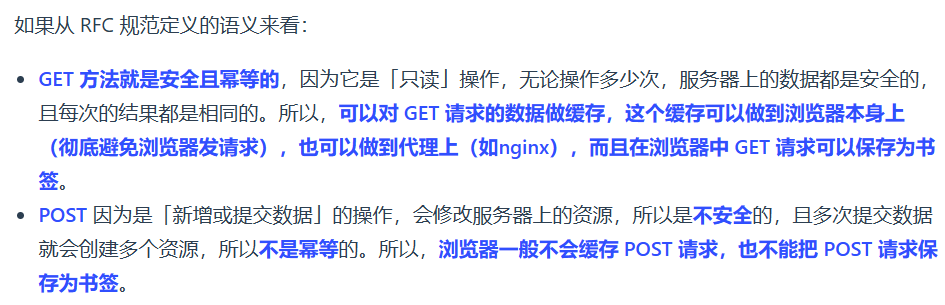 如果从 RFC 规范定义的语义来看：
GET 方法就是安全且幂等的，因为它是「只读」操作，无论操作多少次，服务器上的数据都是安全的，
且每次的结果都是相同的。所以，可以对 GET 请求的数据做缓存，这个缓存可以做到浏览器本身上
（彻底避免浏览器发请求），也可以做到代理上（如nginx），而且在浏览器中 GET 请求可以保存为书
签。
POST 因为是「新增或提交数据」的操作，会修改服务器上的资源，所以是不安全的，且多次提交数据
就会创建多个资源，所以不是幂等的。所以，浏览器一般不会缓存 POST 请求，也不能把 POST 请求保
存为书签。